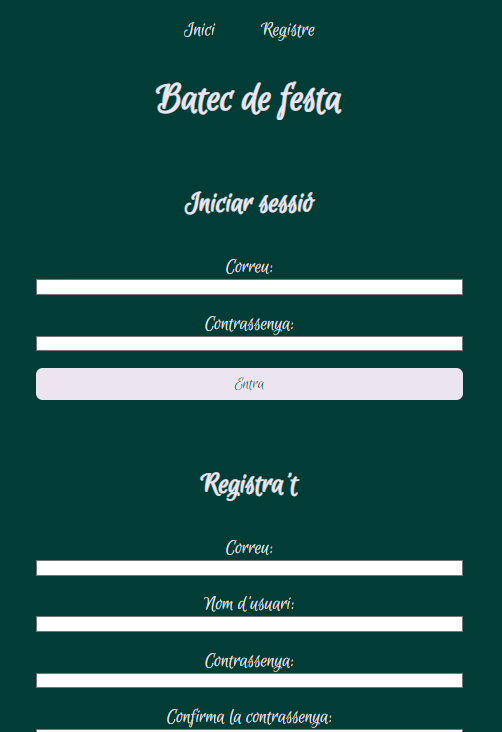 Inici Registre
Batec de festa
Iniciar sessió
Correu:
Contrassenya:
Entra
Registra't
Correu:
Nom d'usuari:
Contrassenya:
Confirma la contrassenya: